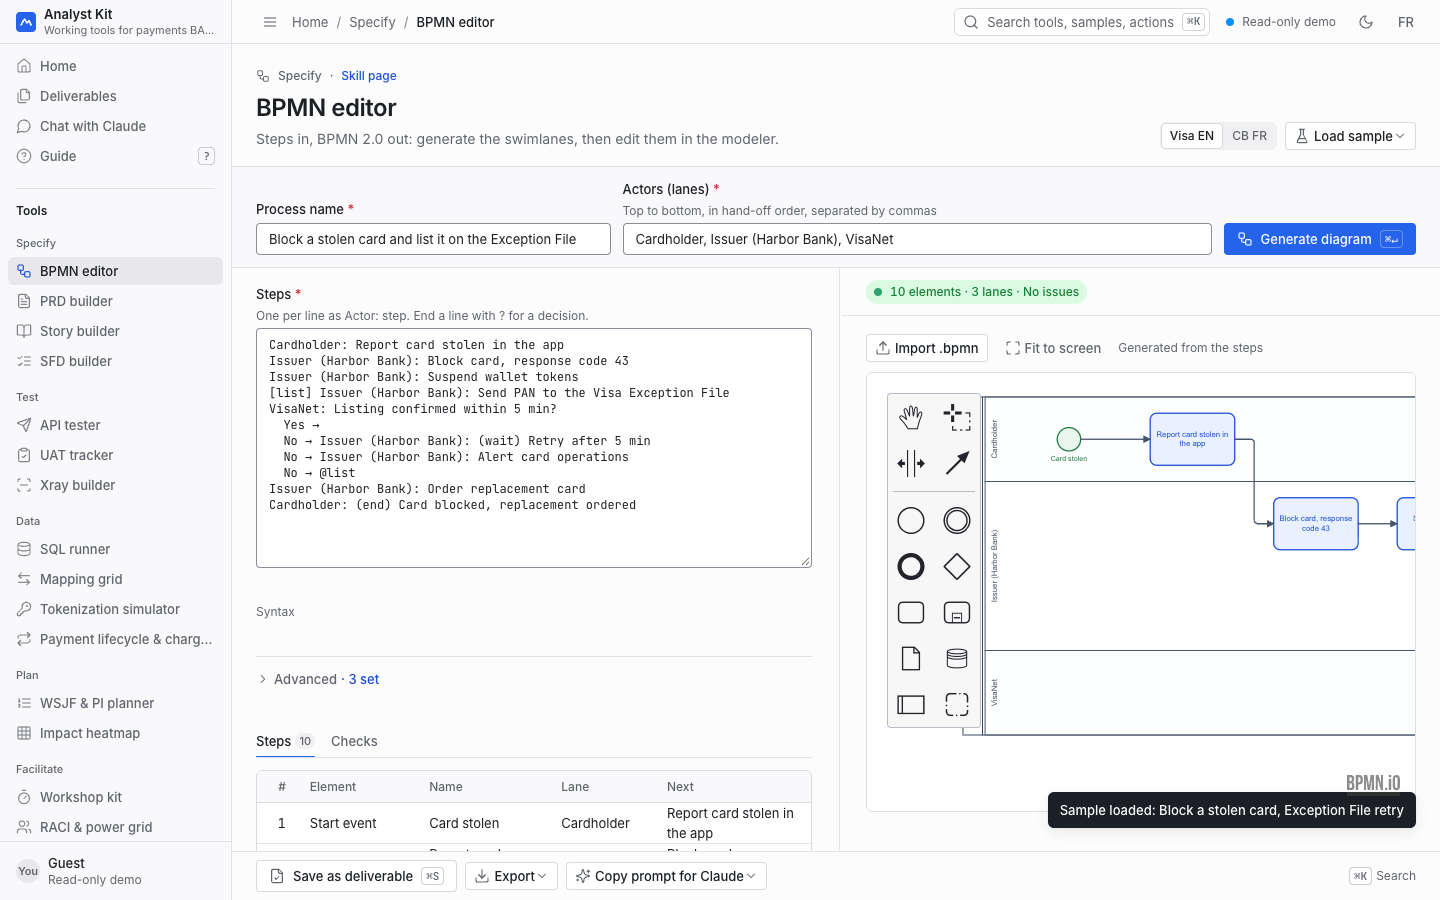 Analyst Kit
Working tools for payments BA...
Home
Deliverables
Chat with Claude
Guide
?
Tools
Specify
BPMN editor
PRD builder
Story builder
SFD builder
Test
API tester
UAT tracker
Xray builder
Data
SQL runner
Mapping grid
Tokenization simulator
Payment lifecycle & charg...
Plan
WSJF & PI planner
Impact heatmap
Facilitate
Workshop kit
RACI & power grid
You
Guest
Read-only demo
Home / Specify / BPMN editor
Search tools, samples, actions ⌘K
Read-only demo
FR
Specify · Skill page
BPMN editor
Steps in, BPMN 2.0 out: generate the swimlanes, then edit them in the modeler.
Visa EN
CB FR
Load sample
Process name *
Block a stolen card and list it on the Exception File
Actors (lanes) *
Top to bottom, in hand-off order, separated by commas
Cardholder, Issuer (Harbor Bank), VisaNet
Generate diagram ⌘↵
Steps *
One per line as Actor: step. End a line with ? for a decision.
Cardholder: Report card stolen in the app
Issuer (Harbor Bank): Block card, response code 43
Issuer (Harbor Bank): Suspend wallet tokens
[list] Issuer (Harbor Bank): Send PAN to the Visa Exception File
VisaNet: Listing confirmed within 5 min?
Yes →
No → Issuer (Harbor Bank): (wait) Retry after 5 min
No → Issuer (Harbor Bank): Alert card operations
No → @list
Issuer (Harbor Bank): Order replacement card
Cardholder: (end) Card blocked, replacement ordered
Syntax
Advanced · 3 set
Steps 10
Checks
# Element Name Lane Next
1 Start event Card stolen Cardholder Report card stolen in the app
10 elements · 3 lanes · No issues
Import .bpmn
Fit to screen
Generated from the steps
Cardholder
Card stolen
Report card stolen in
the app
Issuer (Harbor Bank)
Block card, response
code 43
VisaNet
BPMN.iO
Sample loaded: Block a stolen card, Exception File retry
Save as deliverable ⌘S
Export
Copy prompt for Claude
⌘K Search